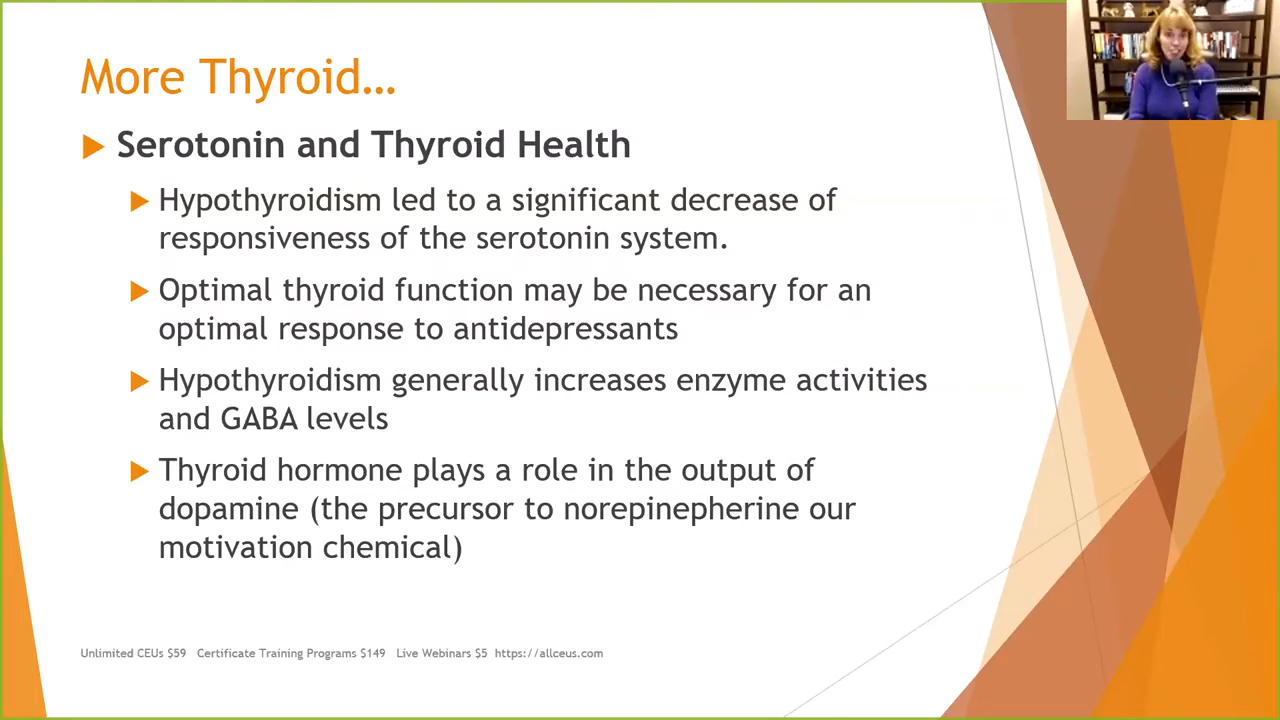 More Thyroid…
Serotonin and Thyroid Health
Hypothyroidism led to a significant decrease of
responsiveness of the serotonin system.
Optimal thyroid function may be necessary for an
optimal response to antidepressants
Hypothyroidism generally increases enzyme activities
and GABA levels
Thyroid hormone plays a role in the output of
dopamine (the precursor to norepinepherine our
motivation chemical)
Unlimited CEUs $59 Certificate Training Programs $149 Live Webinars $5 https://allceus.com